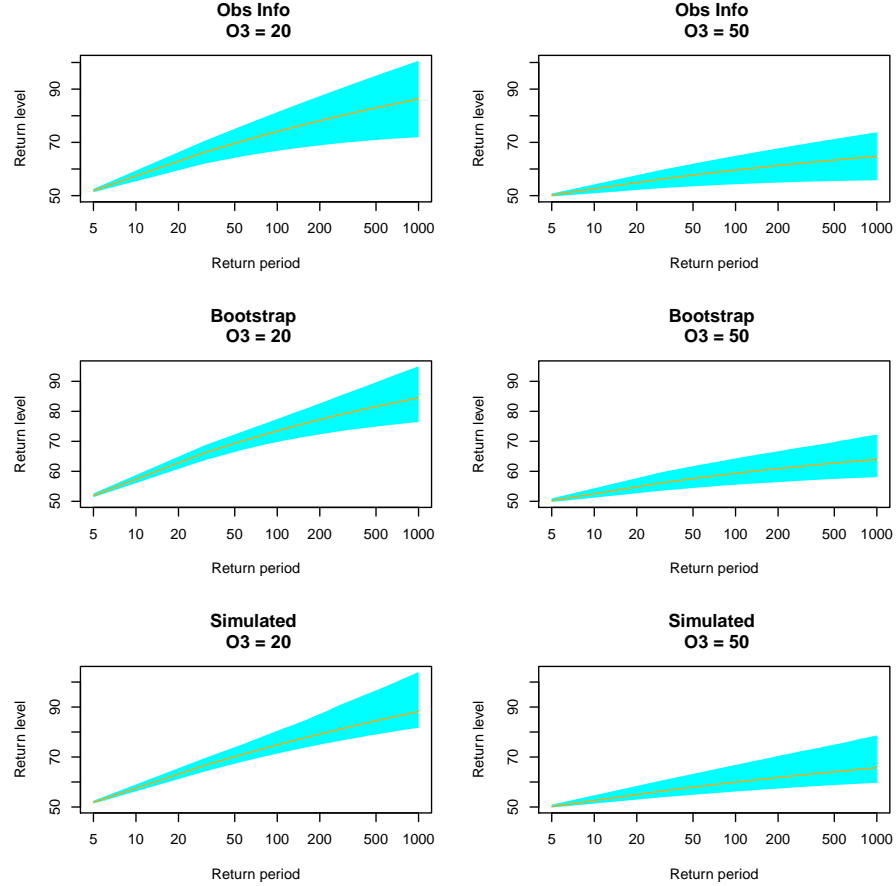 Obs Info
O3 = 20
Return level
50
70
90
5 10 20 50 100 200 500 1000
Return period
Obs Info
O3 = 50
Return level
50
70
90
5 10 20 50 100 200 500 1000
Return period
Bootstrap
O3 = 20
Return level
50
60
70
80
90
5 10 20 50 100 200 500 1000
Return period
Bootstrap
O3 = 50
Return level
50
60
70
80
90
5 10 20 50 100 200 500 1000
Return period
Simulated
O3 = 20
Return level
50
70
90
5 10 20 50 100 200 500 1000
Return period
Simulated
O3 = 50
Return level
50
70
90
5 10 20 50 100 200 500 1000
Return period